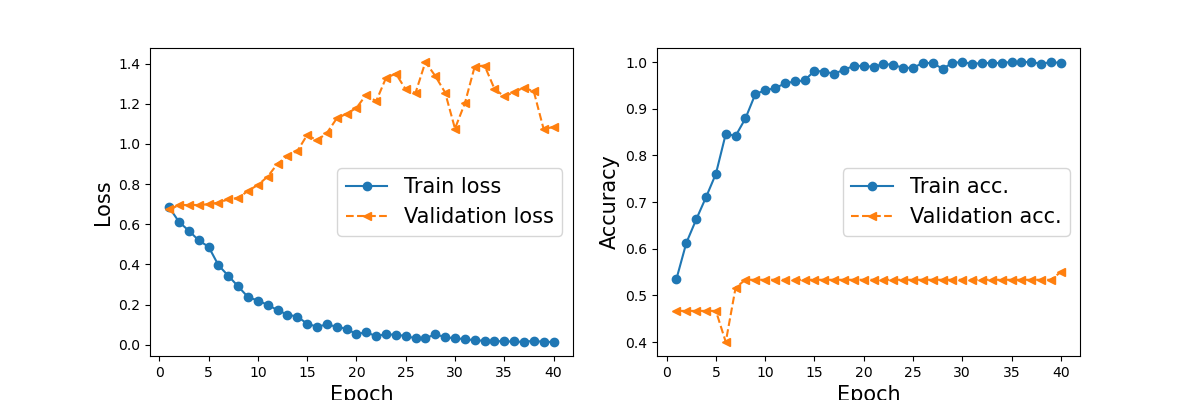 1.4
1.2
1.0
0.8
0.6
0.4
0.2
0.0
Loss
Train loss
Validation loss
0 5 10 15 20 25 30 35 40
Epoch
1.0
0.9
0.8
0.7
0.6
0.5
0.4
Accuracy
Train acc.
Validation acc.
0 5 10 15 20 25 30 35 40
Epoch